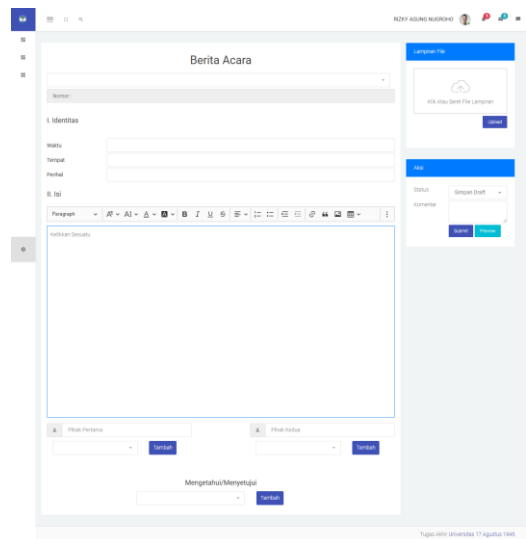 RIZKY AGUNG NUGROHO
Berita Acara
Nomor:
I. Identitas
Waktu
Tempat
Perihal
II. Isi
Paragraph
Ketikkan Sesuatu
Pihak Pertama
Tambah
Pihak Kedua
Tambah
Mengetahui/Menyetujui
Tambah
Lampiran File
Klik Atau Seret File Lampiran
Upload
Aksi
Status
Simpan Draft
Komentar
Submit
Preview
Tugas Akhir Universitas 17 Agustus 1945